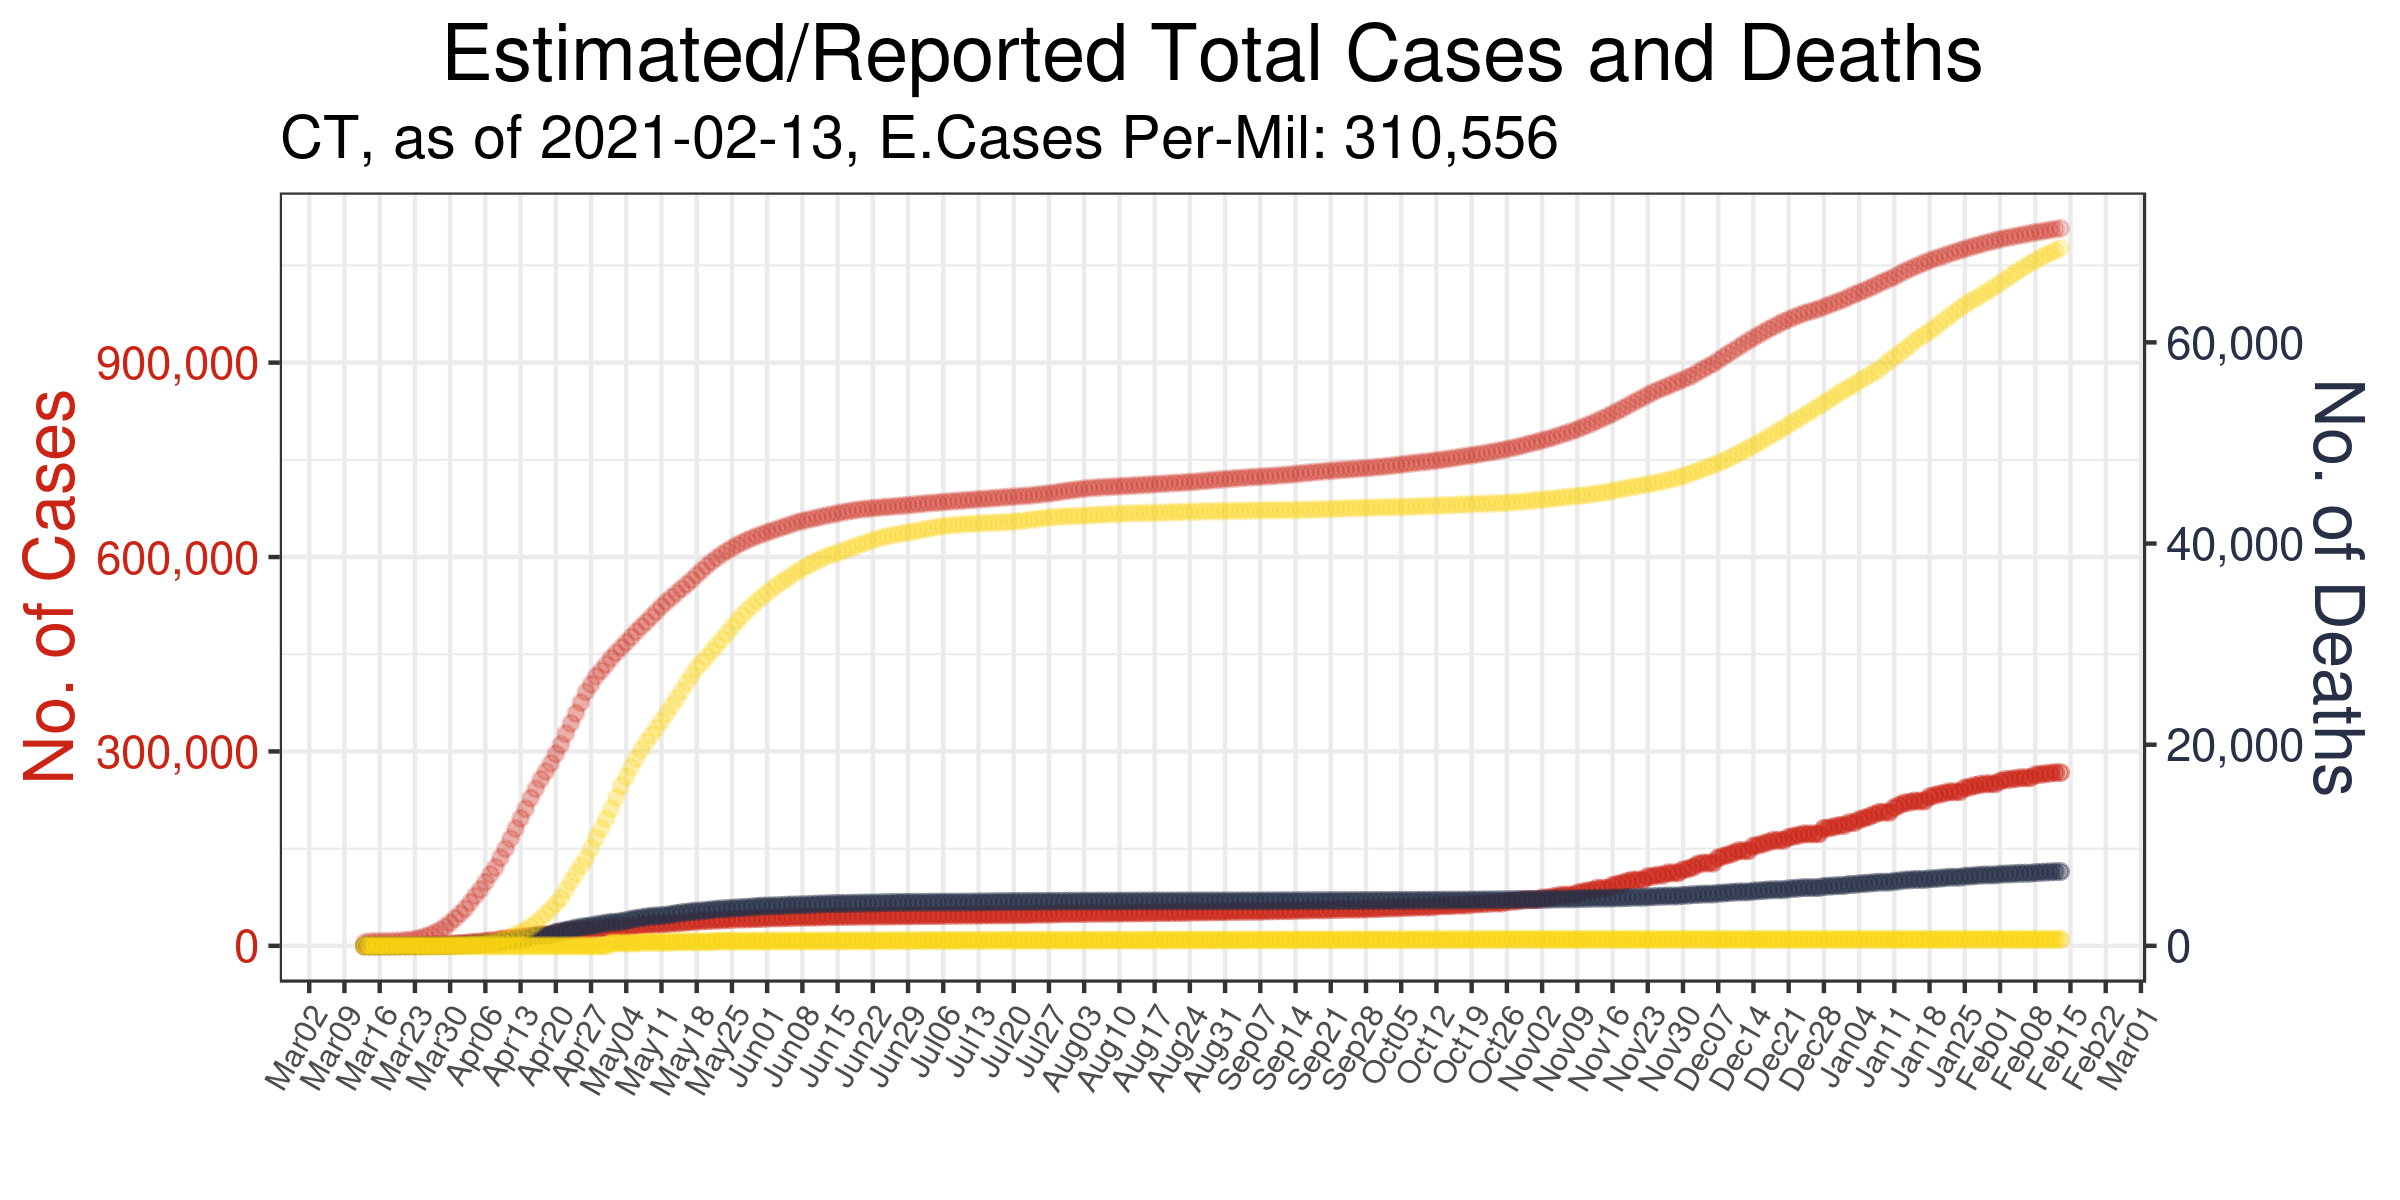 Estimated/Reported Total Cases and Deaths
CT, as of 2021-02-13, E.Cases Per-Mil: 310,556
No. of Cases
900,000
600,000
300,000
0
60,000
40,000
20,000
0
No. of Deaths
Mar02
Mar09
Mar16
Mar23
Mar30
Apr06
Apr13
Apr20
Apr27
May04
May11
May18
May25
Jun01
Jun08
Jun15
Jun22
Jun29
Jul06
Jul13
Jul20
Jul27
Aug03
Aug10
Aug17
Aug24
Aug31
Sep07
Sep14
Sep21
Sep28
Oct05
Oct12
Oct19
Oct26
Nov02
Nov09
Nov16
Nov23
Nov30
Dec07
Dec14
Dec21
Dec28
Jan04
Jan11
Jan18
Jan25
Feb01
Feb08
Feb15
Feb22
Mar01